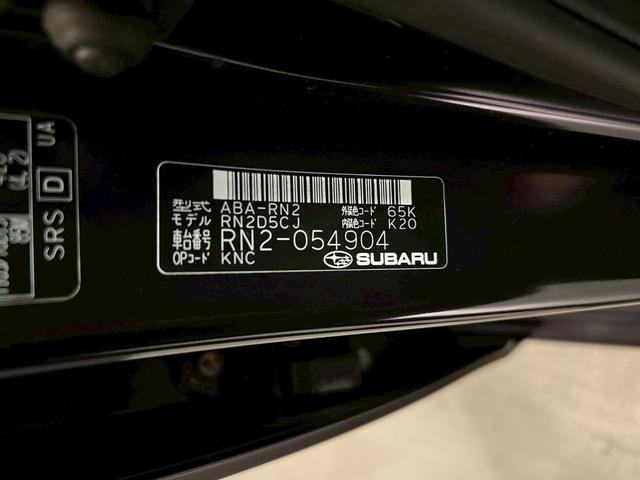 型式 ABA-RN2 外装色コード 65K
モデル RN2D5CJ 内装色コード K20
車台番号 RN2-054904
OPコード KNC
SUBARU
SRS D UA